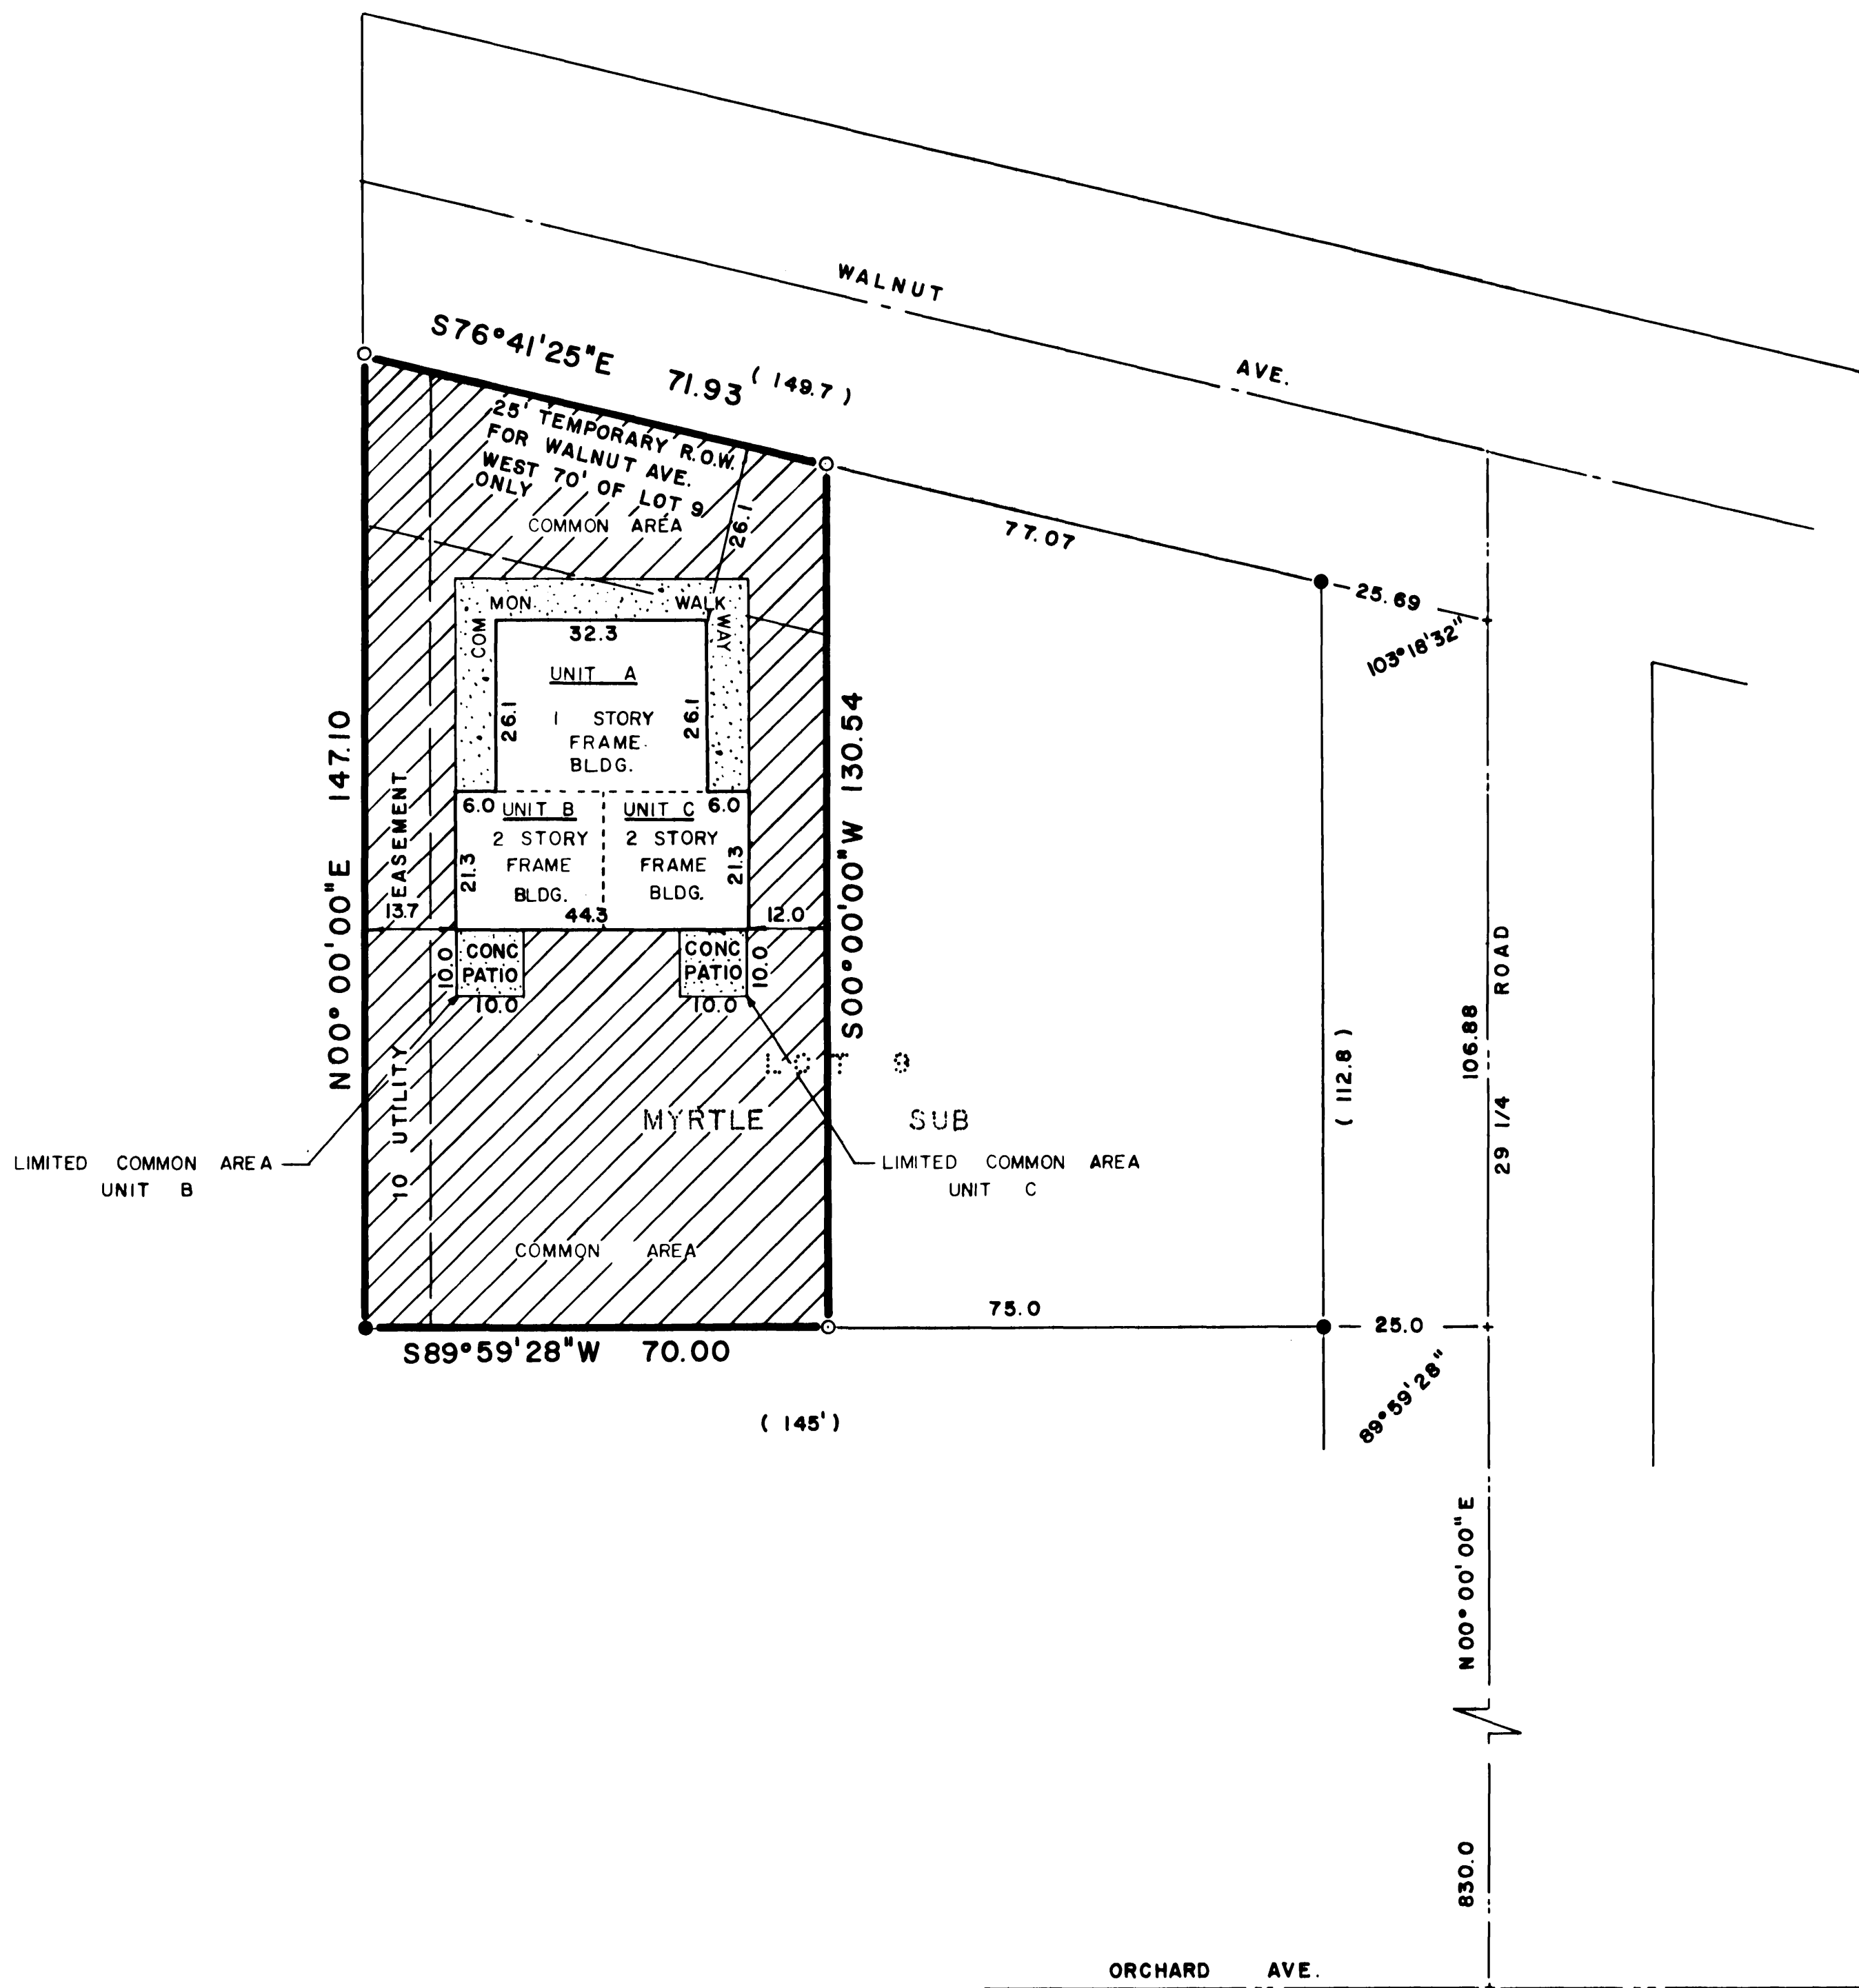 WALNUT
AVE.
S76°41'25"E 71.93 ( 149.7 )
25' TEMPORARY R.O.W.
FOR WALNUT AVE.
WEST 70' OF LOT 9
ONLY
COMMON AREA
26.1
77.07
25.69
103°18'32"
COM MON. WALK WAY
32.3
UNIT A
1 STORY
FRAME
BLDG.
26.1
26.1
6.0
UNIT B
2 STORY
FRAME
BLDG.
21.3
UNIT C
6.0
2 STORY
FRAME
BLDG.
21.3
13.7
44.3
12.0
CONC
PATIO
10.0
10.0
CONC
PATIO
10.0
10.0
N00°00'00"E 147.10
S00°00'00"W 130.54
10 UTILITY EASEMENT
LOT 9
MYRTLE SUB
LIMITED COMMON AREA
UNIT B
LIMITED COMMON AREA
UNIT C
COMMON AREA
( 112.8 )
106.88
29 1/4 ROAD
75.0
25.0
S89°59'28"W 70.00
89°59'28"
( 145' )
N00°00'00"E
830.0
ORCHARD AVE.